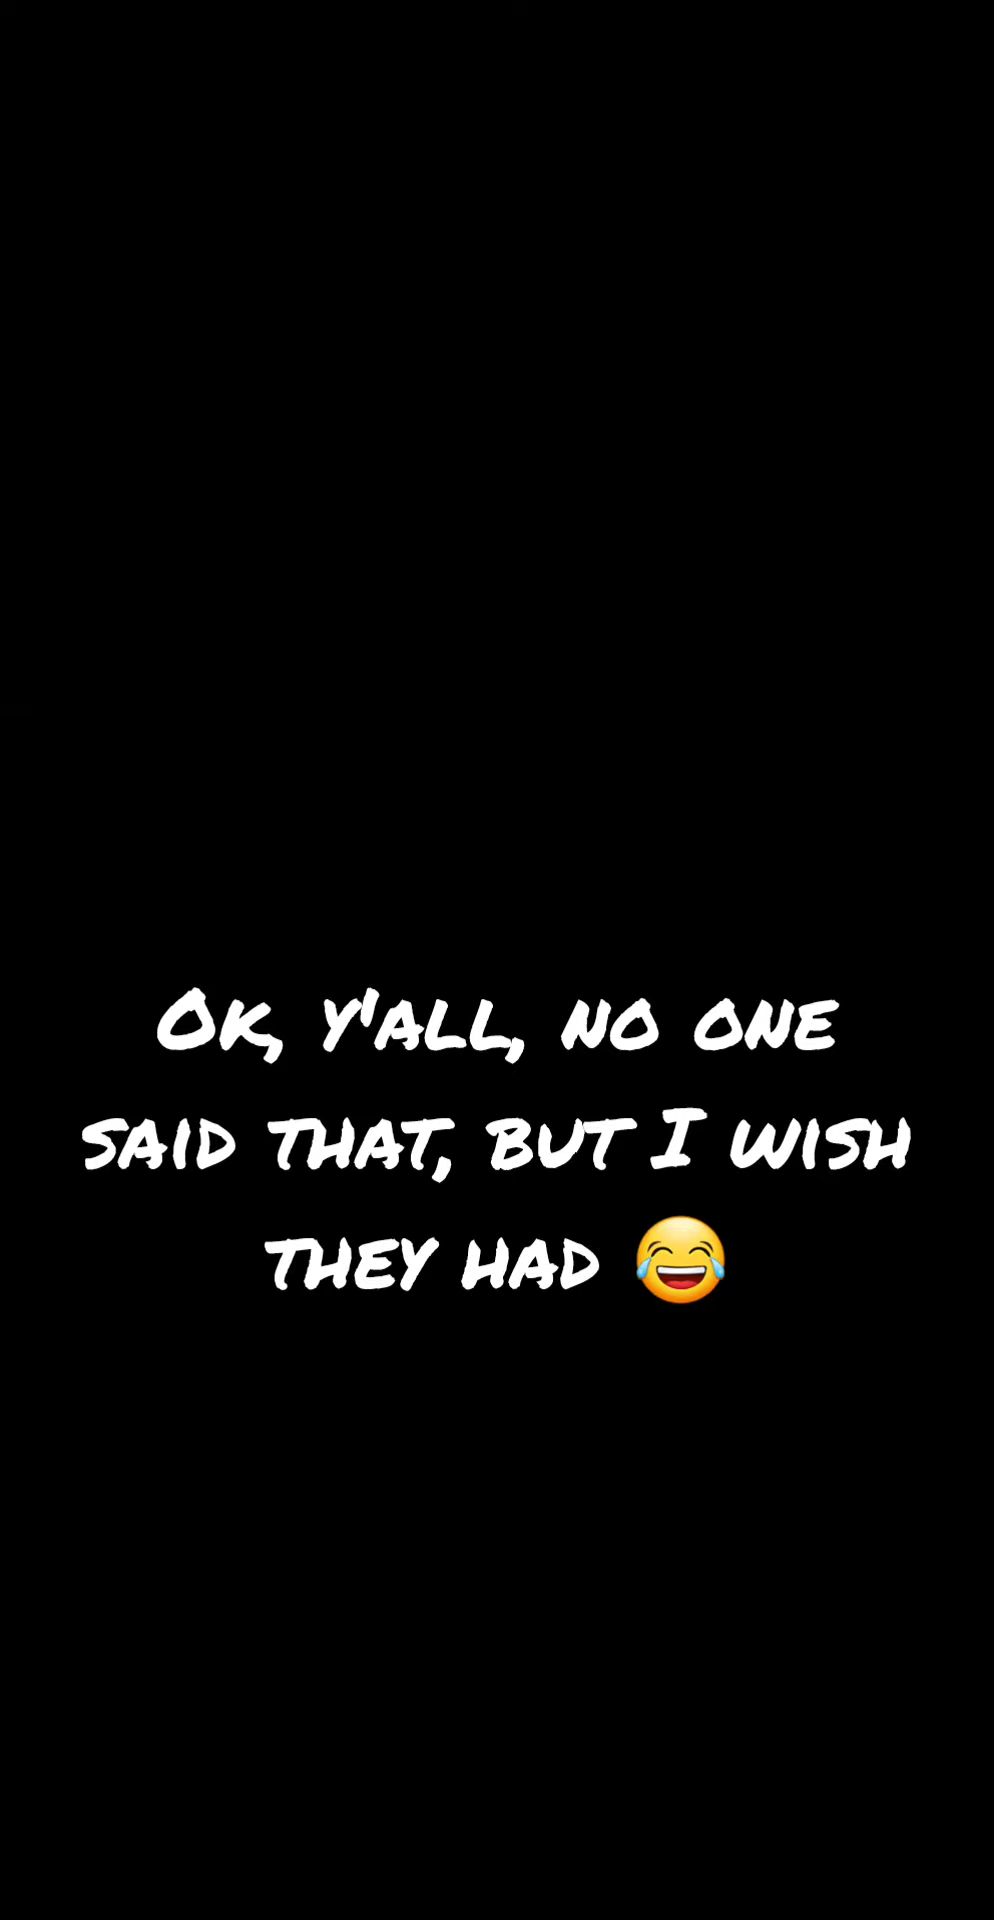 Ok, y'all, no one
said that, but I wish
they had 😂